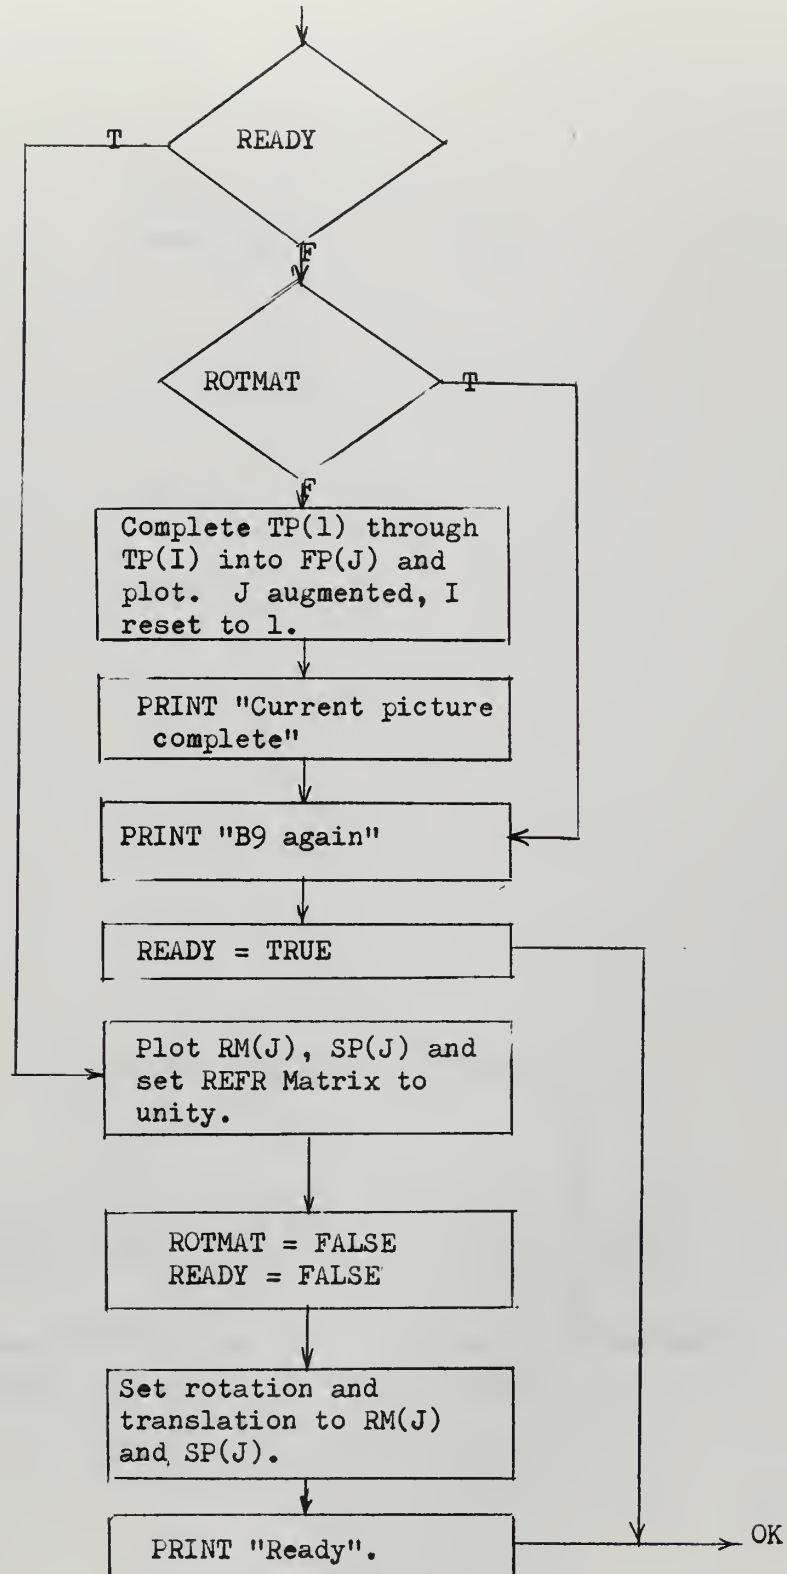 T
READY
F
ROTMAT
T
F
Complete TP(1) through
TP(I) into FP(J) and
plot. J augmented, I
reset to 1.
PRINT "Current picture
complete"
PRINT "B9 again"
READY = TRUE
Plot RM(J), SP(J) and
set REFR Matrix to
unity.
ROTMAT = FALSE
READY = FALSE
Set rotation and
translation to RM(J)
and SP(J).
PRINT "Ready".
OK